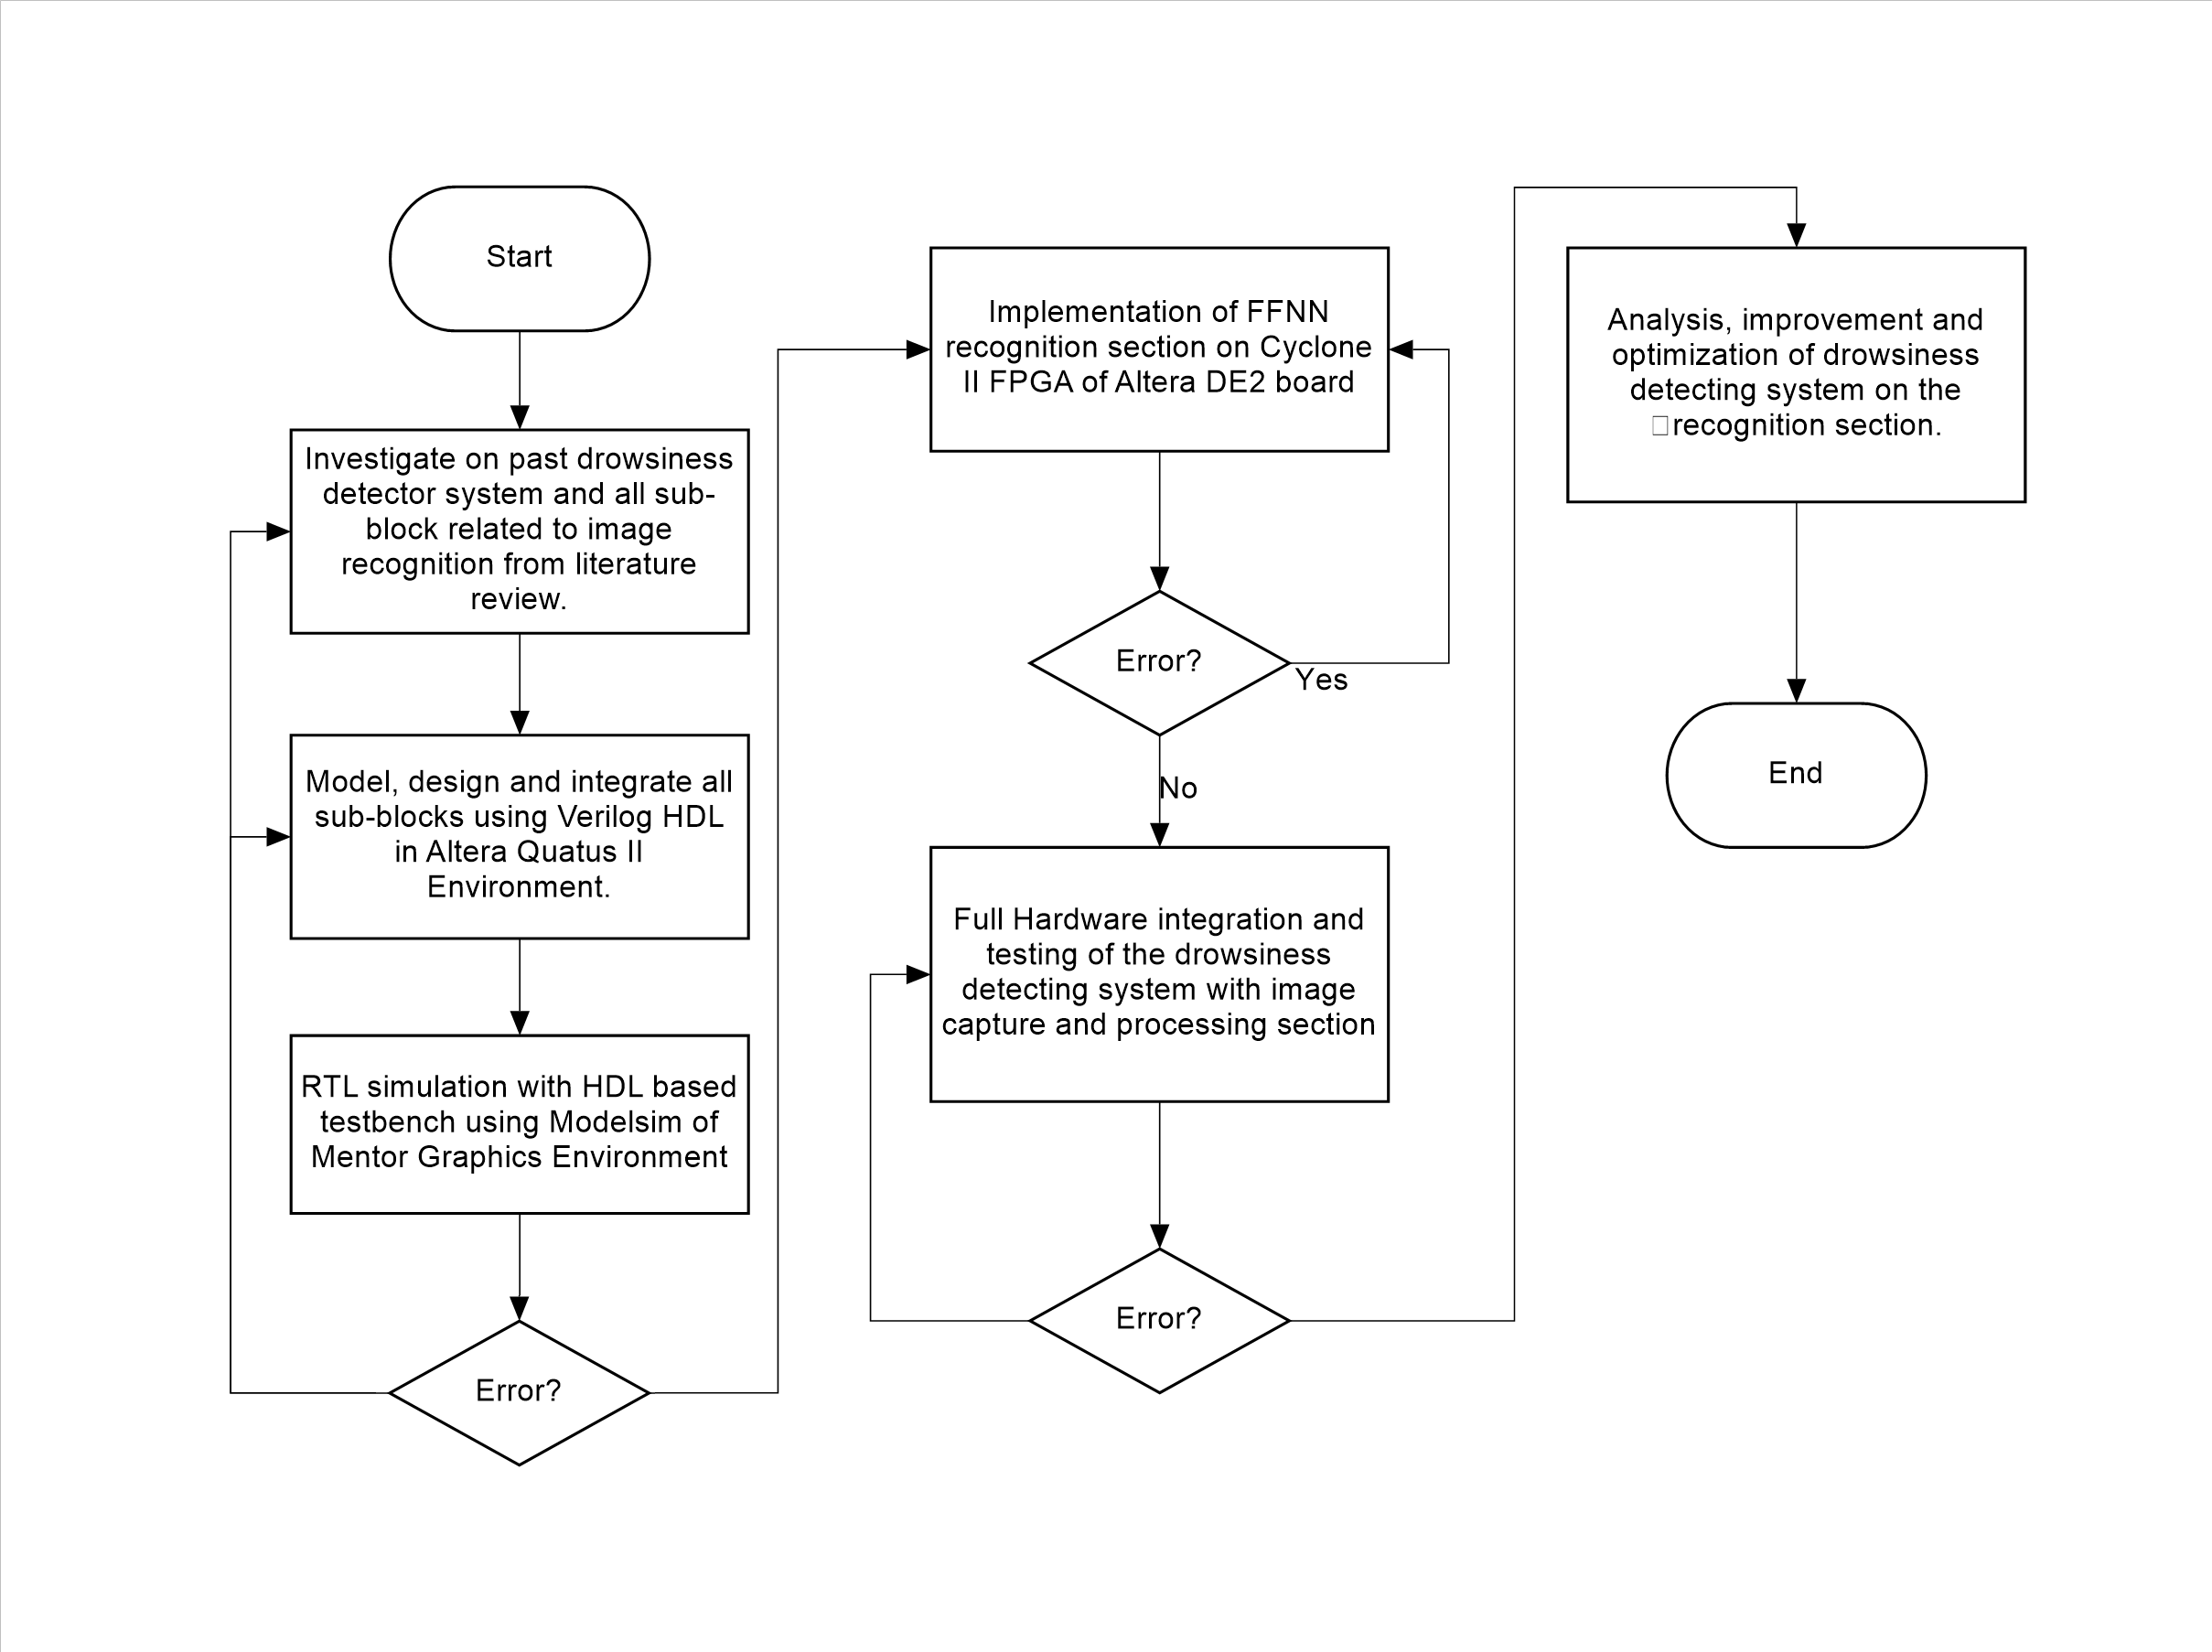 Start
Investigate on past drowsiness
detector system and all sub-
block related to image
recognition from literature
review.
Model, design and integrate all
sub-blocks using Verilog HDL
in Altera Quatus II
Environment.
RTL simulation with HDL based
testbench using Modelsim of
Mentor Graphics Environment
Error?
Implementation of FFNN
recognition section on Cyclone
II FPGA of Altera DE2 board
Error?
Yes
No
Full Hardware integration and
testing of the drowsiness
detecting system with image
capture and processing section
Error?
Analysis, improvement and
optimization of drowsiness
detecting system on the
recognition section.
End